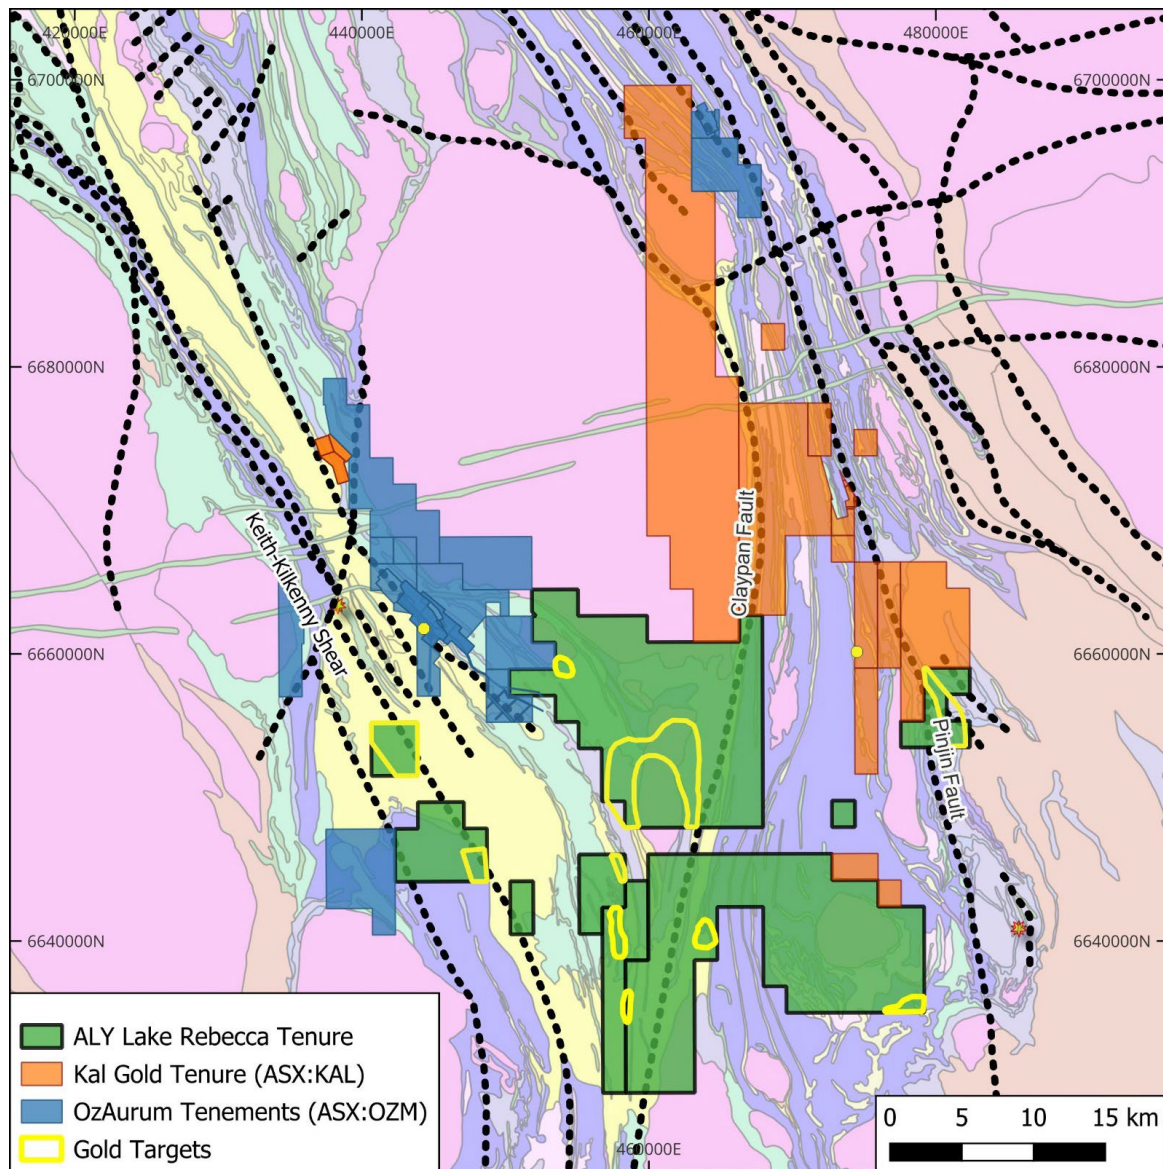 420000E 440000E 460000E 480000E
6700000N 6700000N
6680000N 6680000N
Keith-Kilkenny Shear
Claypan Fault
6660000N 6660000N
Pinjin Fault
6640000N 6640000N
ALY Lake Rebecca Tenure
Kal Gold Tenure (ASX:KAL)
OzAurum Tenements (ASX:OZM)
Gold Targets
0 5 10 15 km
460000E